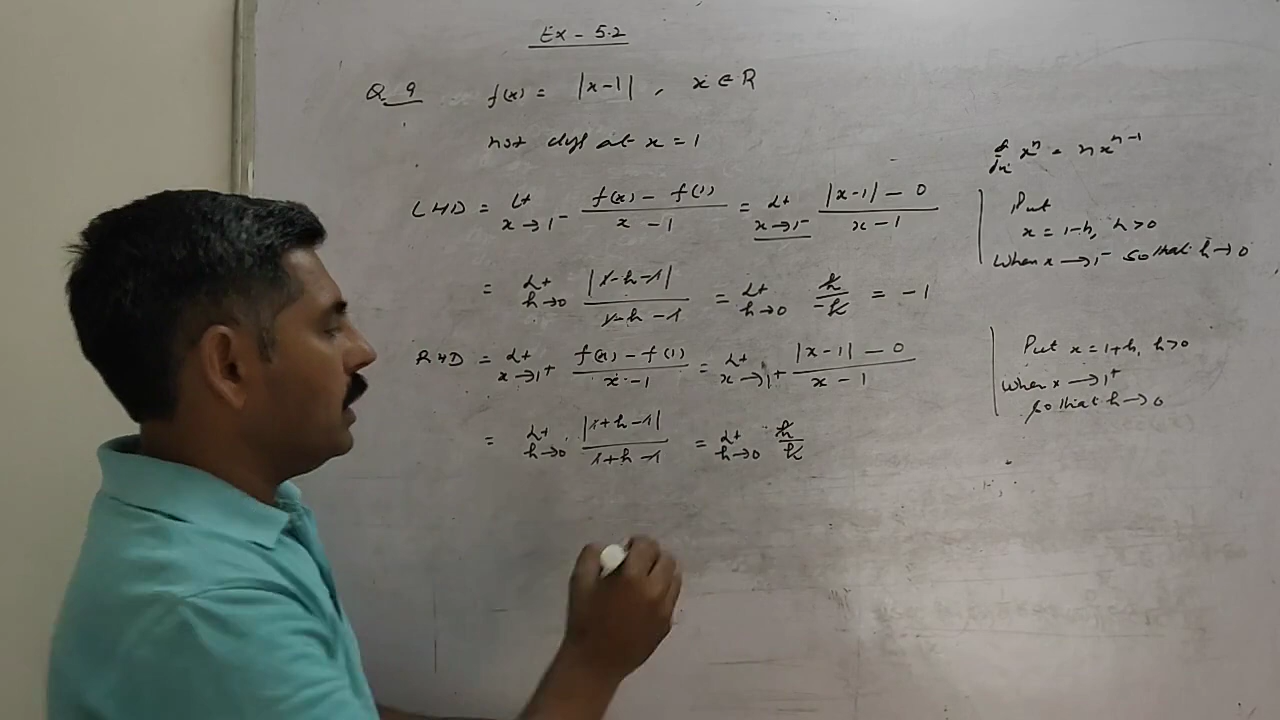 Ex - 5.2
Q. 9 f(x) = |x-1| , x ∈ R
not at x = 1
d/dx x^n = n x^(n-1)
LHD = Lt x→1⁻ (f(x) - f(1))/(x - 1) = Lt x→1⁻ (|x-1| - 0)/(x-1)
Put
x = 1-h, h>0
When x → 1⁻ so that h → 0
= Lt h→0 |1-h-1|/(1-h-1) = Lt h→0 h/-h = -1
RHD = Lt x→1⁺ (f(x) - f(1))/(x-1) = Lt x→1⁺ (|x-1| - 0)/(x-1)
Put x = 1+h, h>0
When x → 1⁺
so that h → 0
= Lt h→0 |1+h-1|/(1+h-1) = Lt h→0 h/h